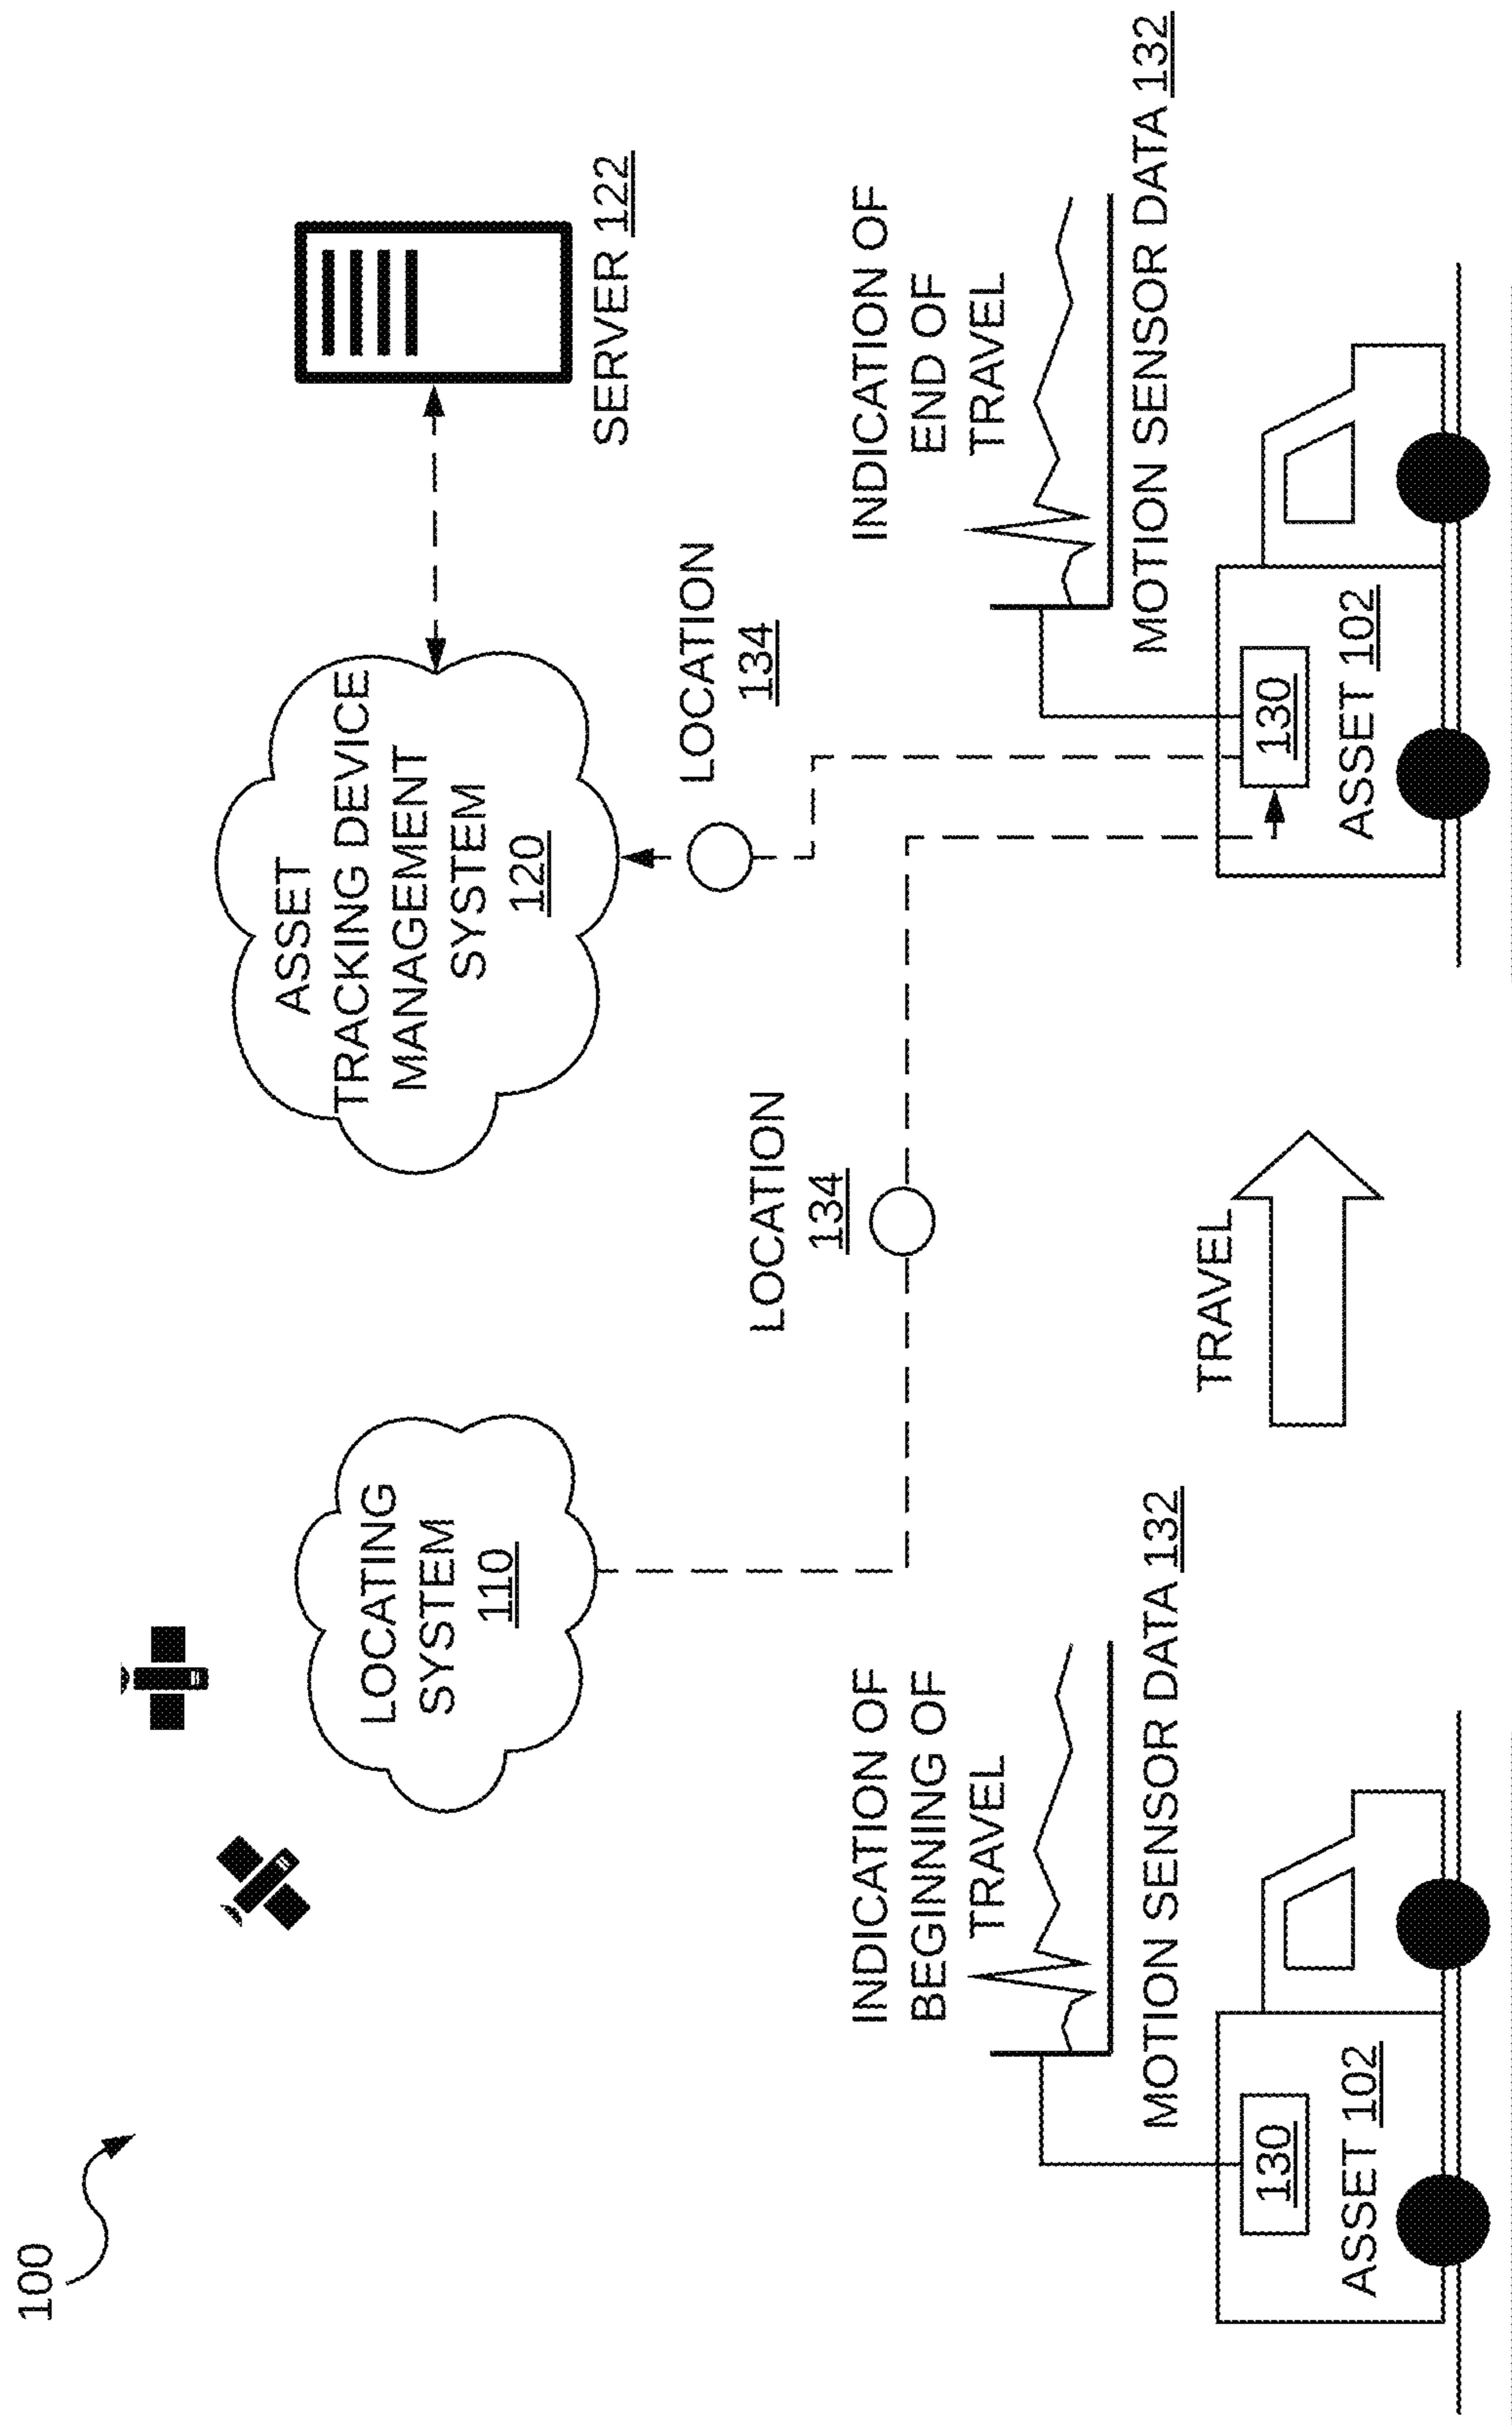 100
LOCATING
SYSTEM
110
ASSET
TRACKING DEVICE
MANAGEMENT
SYSTEM
120
SERVER 122
LOCATION
134
LOCATION
134
INDICATION OF
BEGINNING OF
TRAVEL
MOTION SENSOR DATA 132
130
ASSET 102
TRAVEL
INDICATION OF
END OF
TRAVEL
MOTION SENSOR DATA 132
130
ASSET 102